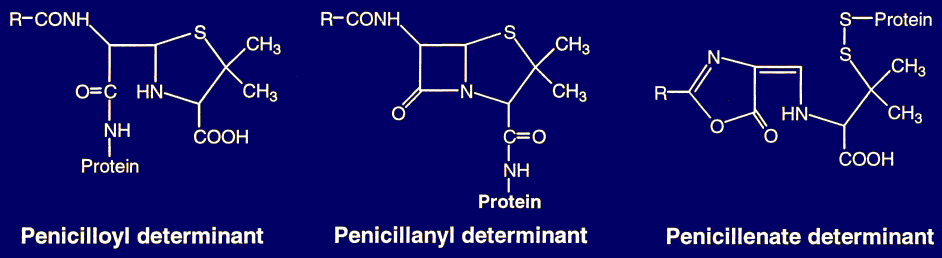 R–CONH
S
CH3
CH3
O=C
HN
NH
COOH
Protein
Penicilloyl determinant
R–CONH
S
CH3
CH3
O
N
C=O
NH
Protein
Penicillanyl determinant
S–Protein
S
N
CH3
CH3
R
HN
O
O
COOH
Penicillenate determinant